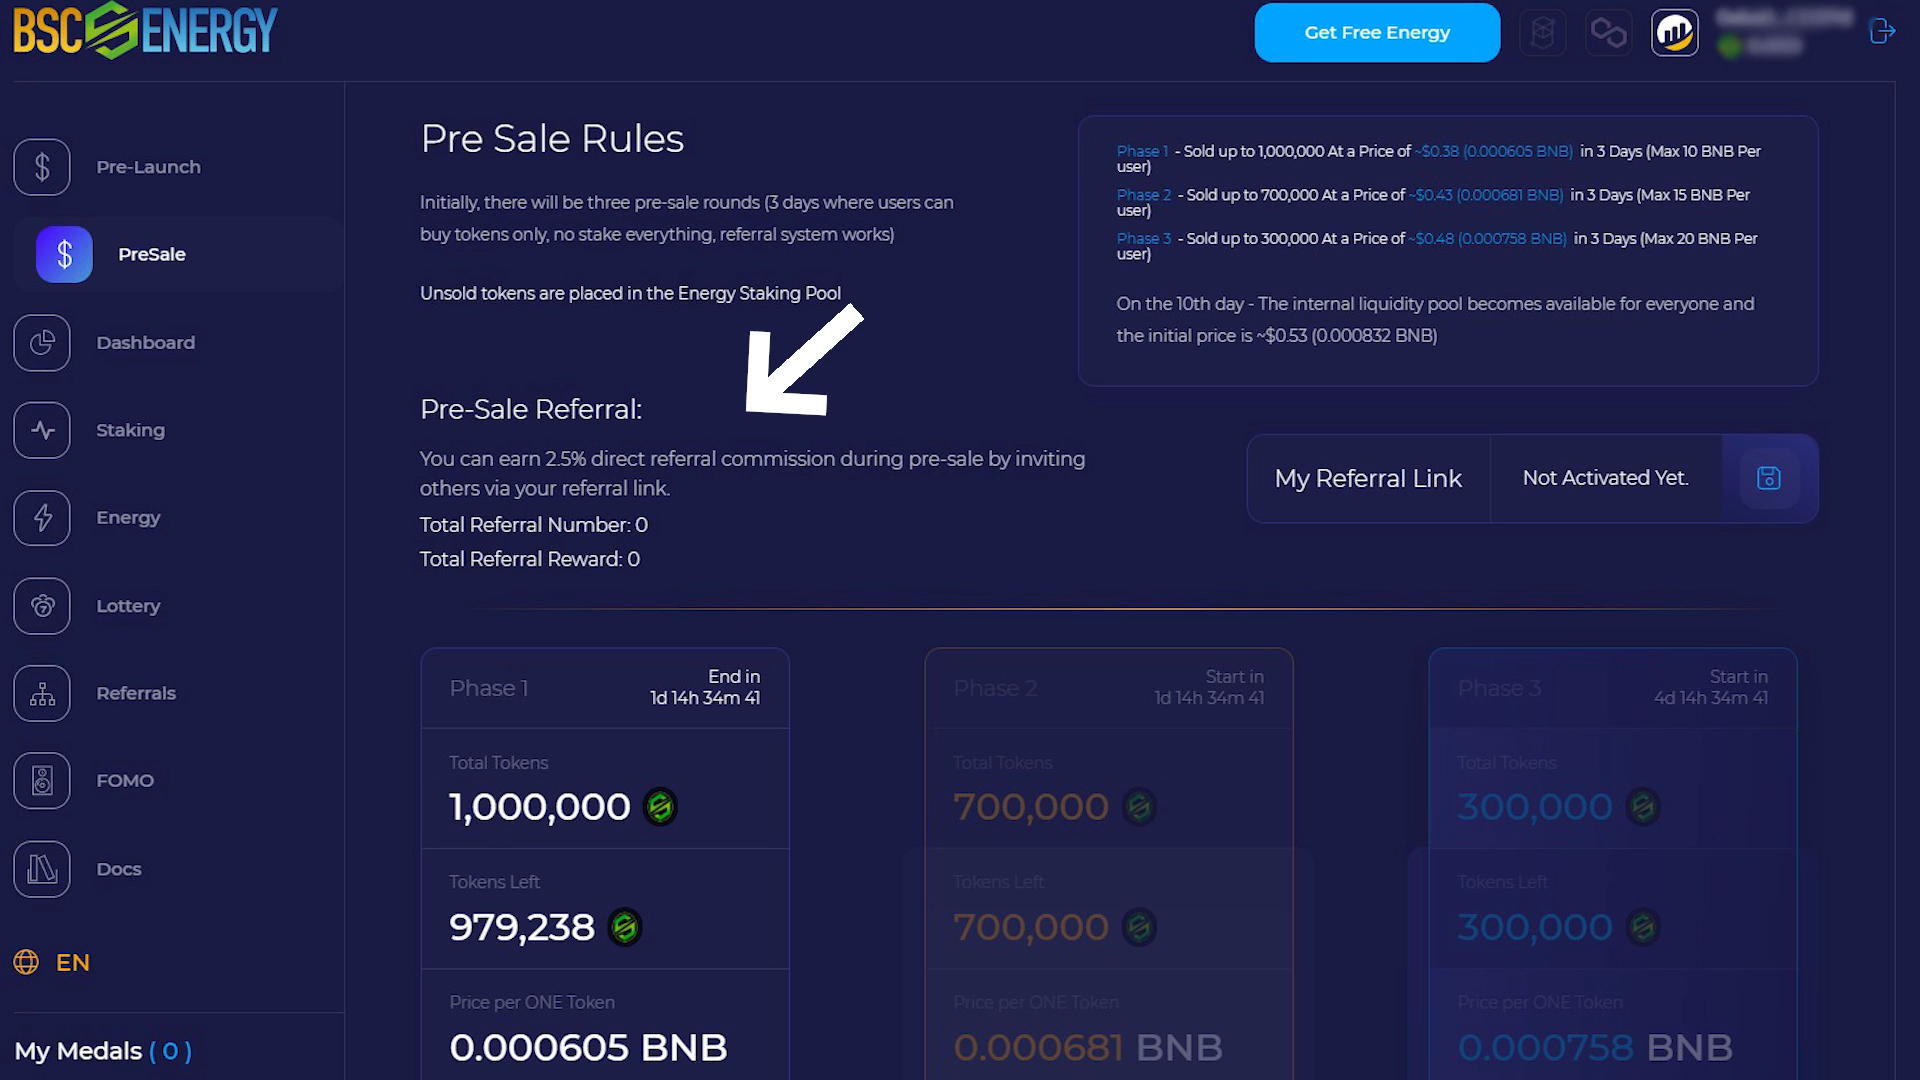 BSC ENERGY
Get Free Energy
Pre-Launch
PreSale
Dashboard
Staking
Energy
Lottery
Referrals
FOMO
Docs
EN
My Medals ( 0 )
Pre Sale Rules
Initially, there will be three pre-sale rounds (3 days where users can
buy tokens only, no stake everything, referral system works)
Unsold tokens are placed in the Energy Staking Pool
Phase 1 - Sold up to 1,000,000 At a Price of ~$0.38 (0.000605 BNB) in 3 Days (Max 10 BNB Per
user)
Phase 2 - Sold up to 700,000 At a Price of ~$0.43 (0.000681 BNB) in 3 Days (Max 15 BNB Per
user)
Phase 3 - Sold up to 300,000 At a Price of ~$0.48 (0.000758 BNB) in 3 Days (Max 20 BNB Per
user)
On the 10th day - The internal liquidity pool becomes available for everyone and
the initial price is ~$0.53 (0.000832 BNB)
Pre-Sale Referral:
You can earn 2.5% direct referral commission during pre-sale by inviting
others via your referral link.
Total Referral Number: 0
Total Referral Reward: 0
My Referral Link
Not Activated Yet.
Phase 1
End in
1d 14h 34m 41
Total Tokens
1,000,000
Tokens Left
979,238
Price per ONE Token
0.000605 BNB
Phase 2
Start in
1d 14h 34m 41
Total Tokens
700,000
Tokens Left
700,000
Price per ONE Token
0.000681 BNB
Phase 3
Start in
4d 14h 34m 41
Total Tokens
300,000
Tokens Left
300,000
Price per ONE Token
0.000758 BNB